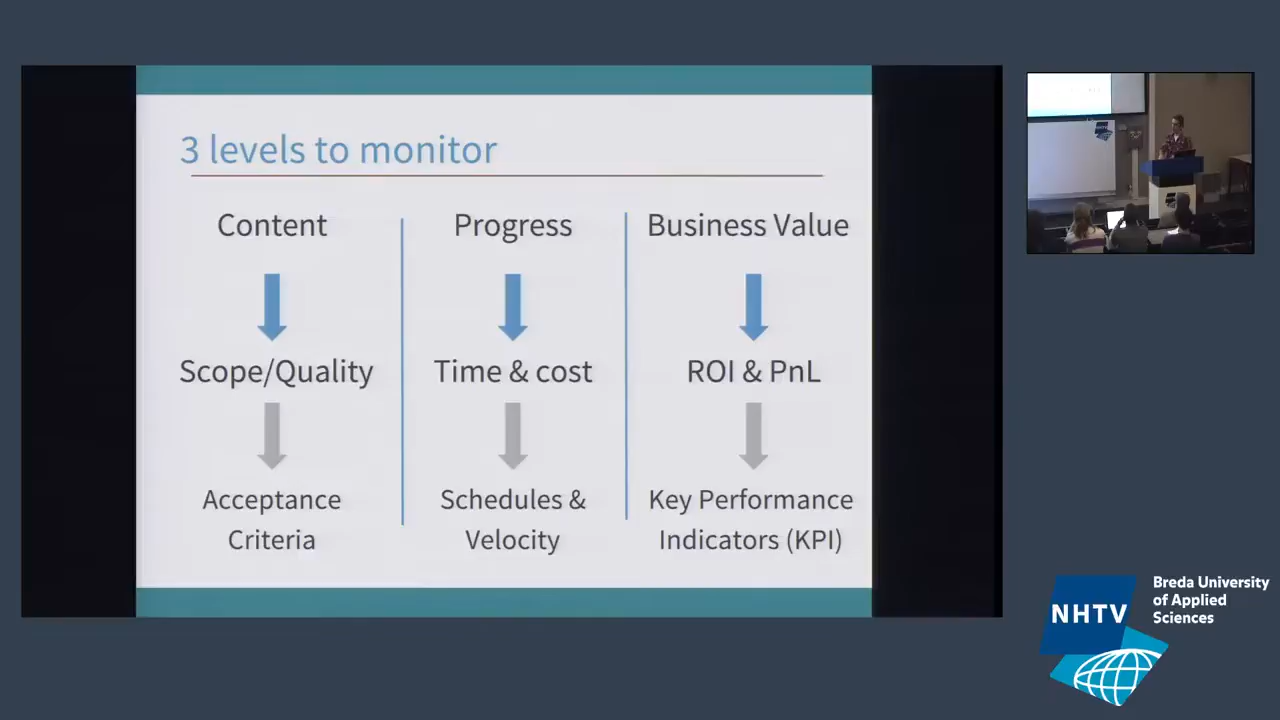 3 levels to monitor
Content
Progress
Business Value
Scope/Quality
Time & cost
ROI & PnL
Acceptance
Criteria
Schedules &
Velocity
Key Performance
Indicators (KPI)
NHTV
Breda University
of Applied
Sciences